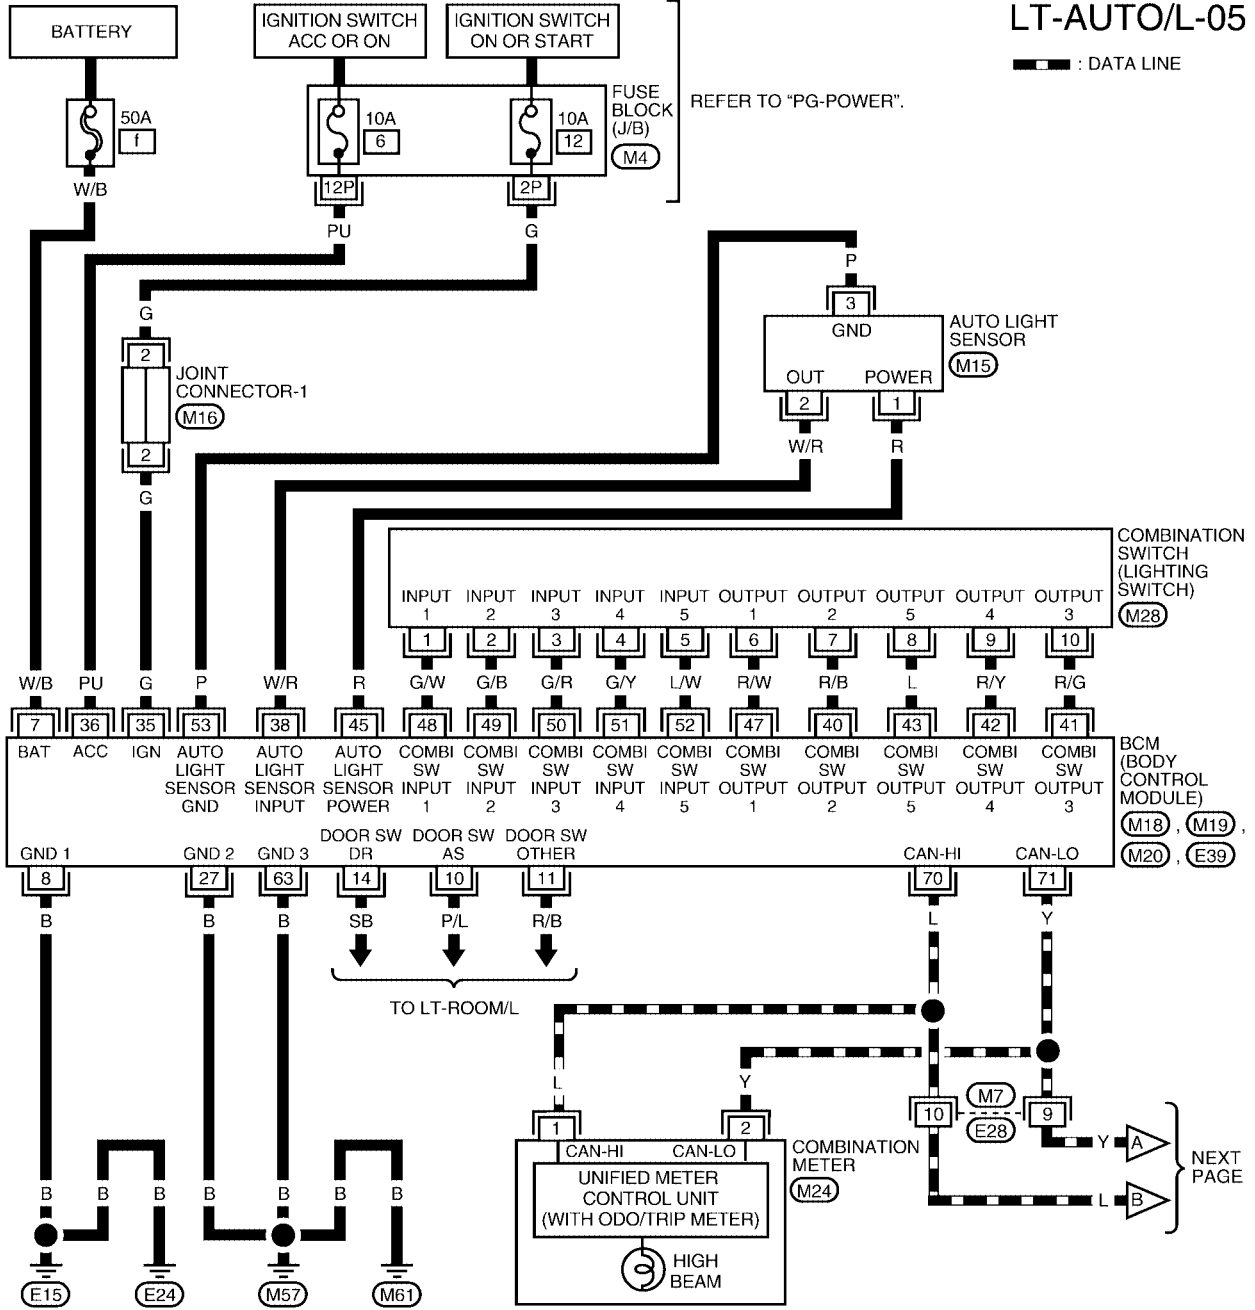 LT-AUTO/L-05
: DATA LINE
BATTERY
IGNITION SWITCH
ACC OR ON
IGNITION SWITCH
ON OR START
50A
f
10A
6
10A
12
FUSE
BLOCK
(J/B)
M4
REFER TO "PG-POWER".
W/B
12P
2P
PU
G
G
2
JOINT
CONNECTOR-1
M16
2
G
P
3
GND
AUTO LIGHT
SENSOR
M15
OUT
POWER
2
1
W/R
R
COMBINATION
SWITCH
(LIGHTING
SWITCH)
M28
INPUT INPUT INPUT INPUT INPUT OUTPUT OUTPUT OUTPUT OUTPUT OUTPUT
1 2 3 4 5 1 2 5 4 3
1 2 3 4 5 6 7 8 9 10
W/B PU G P W/R R G/W G/B G/R G/Y L/W R/W R/B L R/Y R/G
7 36 35 53 38 45 48 49 50 51 52 47 40 43 42 41
BAT ACC IGN AUTO AUTO AUTO COMBI COMBI COMBI COMBI COMBI COMBI COMBI COMBI COMBI COMBI
LIGHT LIGHT LIGHT SW SW SW SW SW SW SW SW SW SW
SENSOR SENSOR SENSOR INPUT INPUT INPUT INPUT INPUT OUTPUT OUTPUT OUTPUT OUTPUT OUTPUT
GND INPUT POWER 1 2 3 4 5 1 2 5 4 3
BCM
(BODY
CONTROL
MODULE)
M18 , M19 ,
M20 , E39
DOOR SW DOOR SW DOOR SW
GND 1 GND 2 GND 3 DR AS OTHER CAN-HI CAN-LO
8 27 63 14 10 11 70 71
B B B SB P/L R/B L Y
TO LT-ROOM/L
L
Y
M7
10 9
E28
1 2
CAN-HI CAN-LO
COMBINATION
METER
M24
UNIFIED METER
CONTROL UNIT
(WITH ODO/TRIP METER)
HIGH
BEAM
Y A
L B
NEXT
PAGE
B B B B B B B
E15 E24 M57 M61